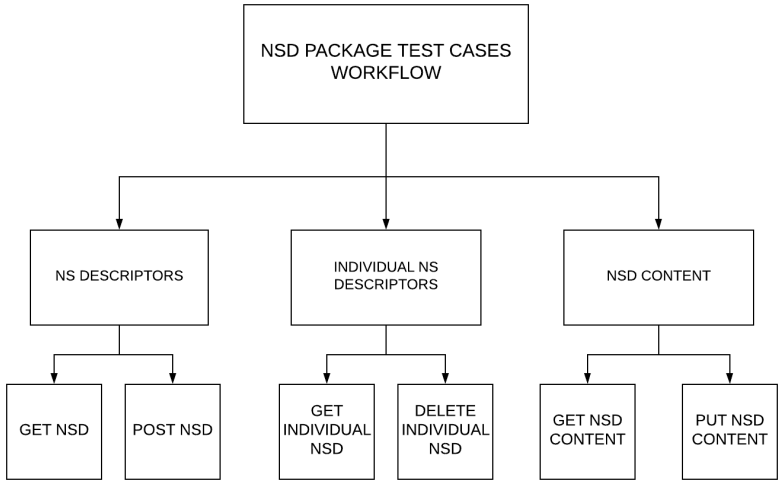 NSD PACKAGE TEST CASES
WORKFLOW
NS DESCRIPTORS
INDIVIDUAL NS
DESCRIPTORS
NSD CONTENT
GET NSD
POST NSD
GET
INDIVIDUAL
NSD
DELETE
INDIVIDUAL
NSD
GET NSD
CONTENT
PUT NSD
CONTENT